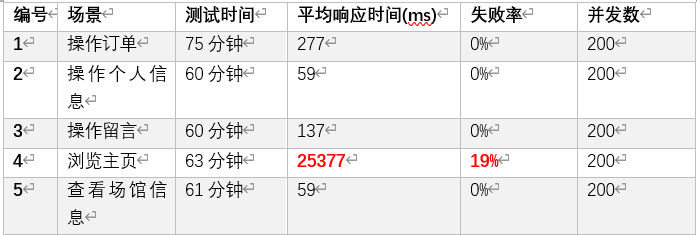 编号 场景 测试时间 平均响应时间(ms) 失败率 并发数
1 操作订单 75 分钟 277 0% 200
2 操作个人信 60 分钟 59 0% 200
息
3 操作留言 60 分钟 137 0% 200
4 浏览主页 63 分钟 25377 19% 200
5 查看场馆信 61 分钟 59 0% 200
息